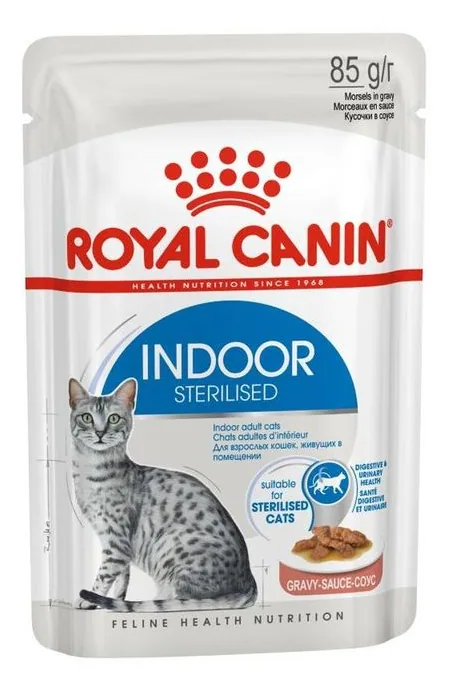 85 g/г
Morsels in gravy
Morceaux en sauce
Кусочки в соусе
ROYAL CANIN®
HEALTH NUTRITION SINCE 1968
INDOOR
STERILISED
Indoor adult cats
Chats adultes d'intérieur
Для взрослых кошек, живущих в
помещении
suitable
for
STERILISED
CATS
DIGESTIVE &
URINARY
HEALTH
SANTÉ
DIGESTIVE
ET URINAIRE
GRAVY-SAUCE-СОУС
FELINE HEALTH NUTRITION